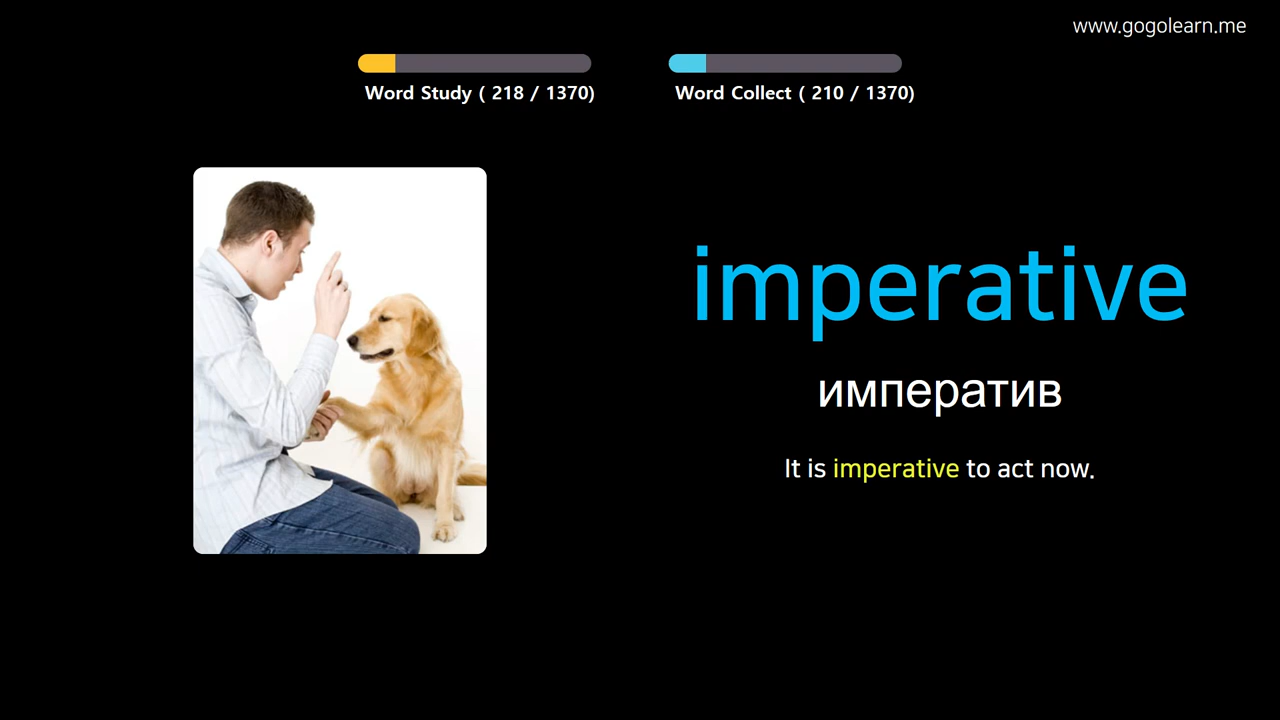 www.gogolearn.me
Word Study ( 218 / 1370)
Word Collect ( 210 / 1370)
imperative
императив
It is imperative to act now.